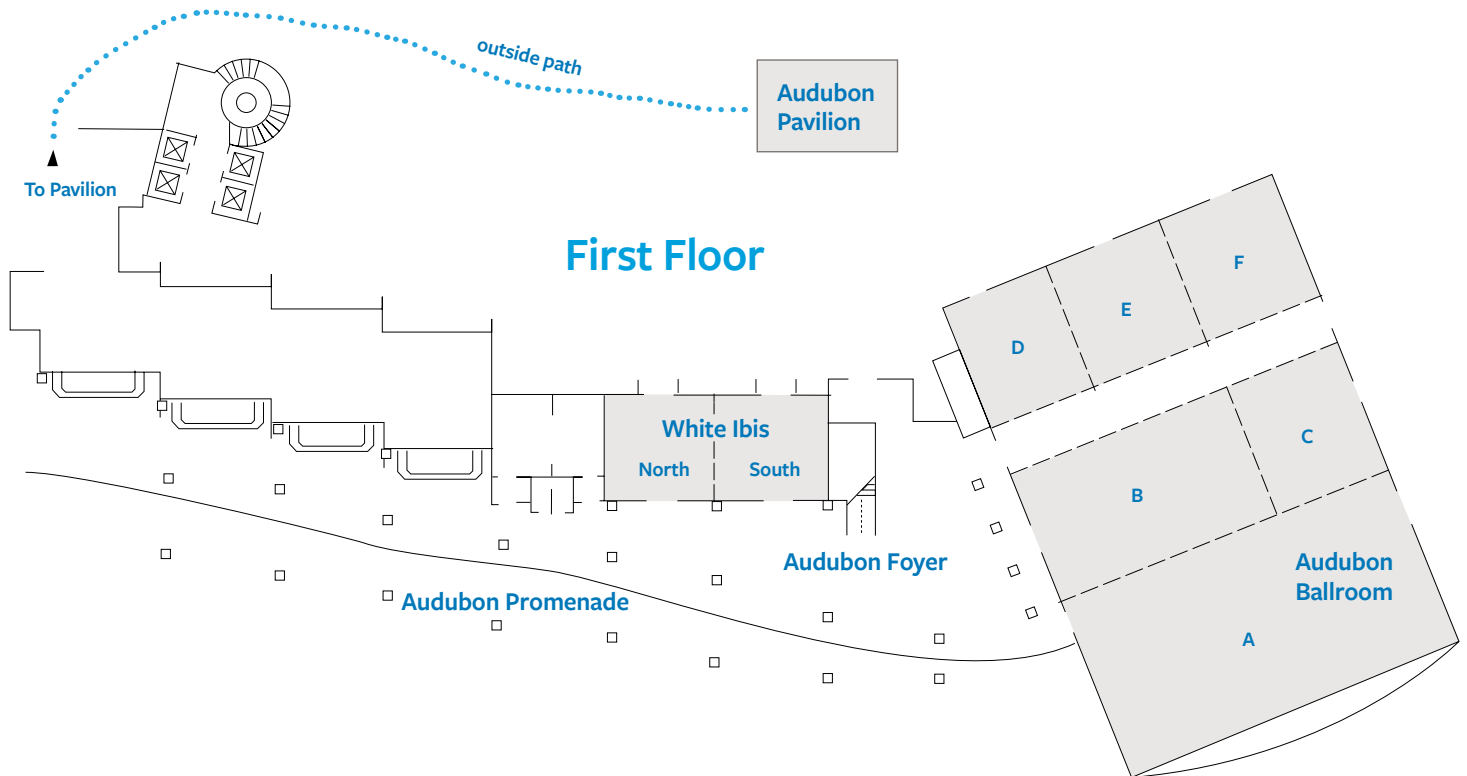 outside path
Audubon
Pavilion
To Pavilion
First Floor
F
E
D
White Ibis
North
South
C
B
Audubon Foyer
Audubon
Ballroom
Audubon Promenade
A